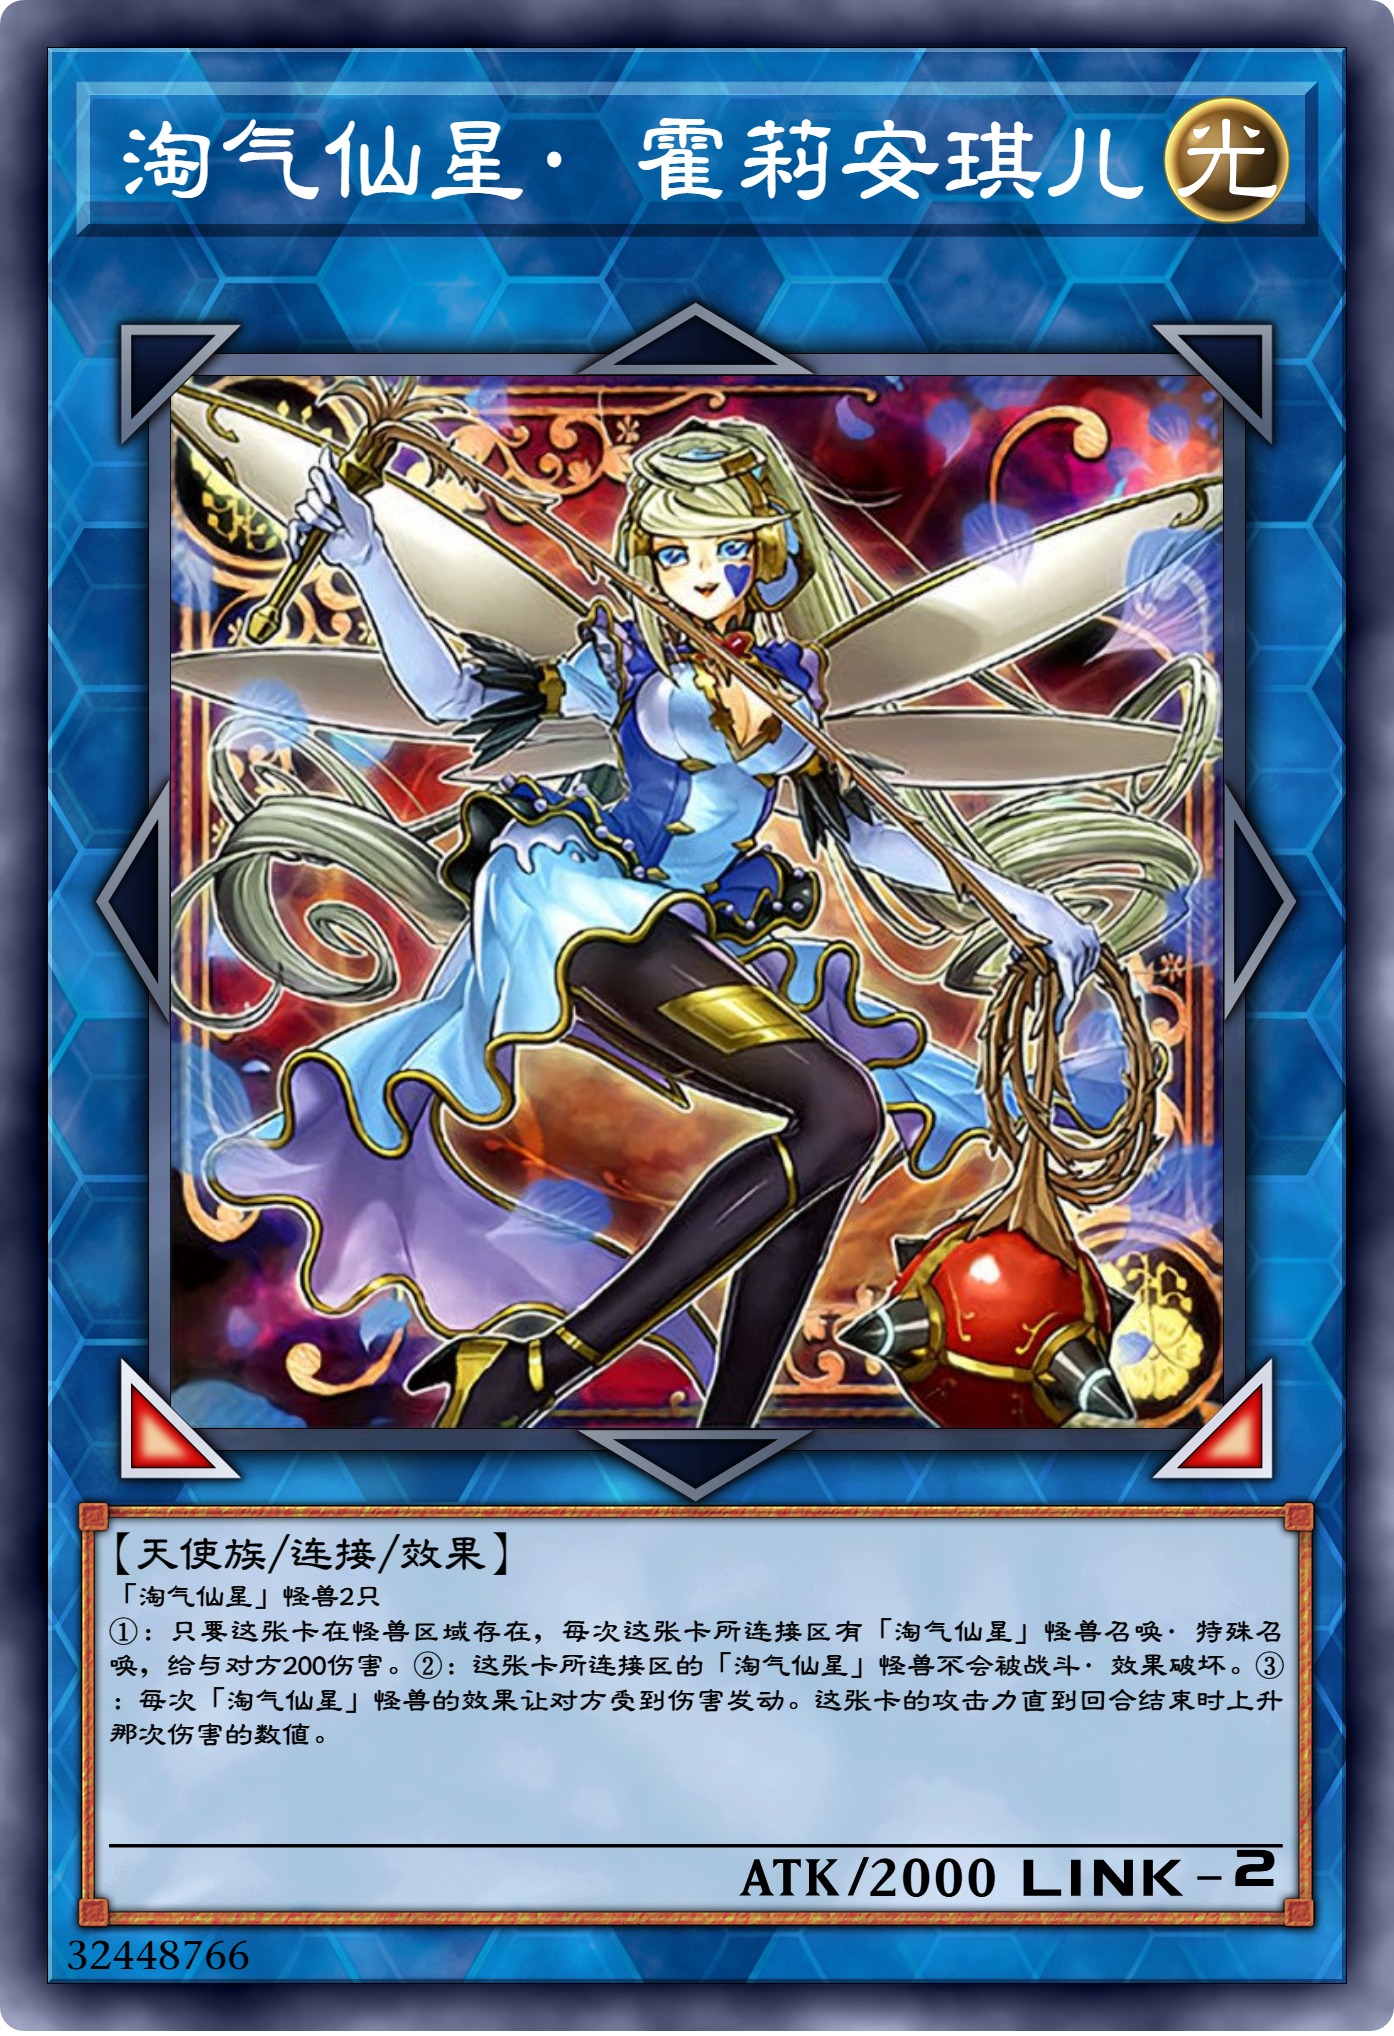 淘气仙星·霍莉安琪儿 光
【天使族/连接/效果】
「淘气仙星」怪兽2只
①：只要这张卡在怪兽区域存在，每次这张卡所连接区有「淘气仙星」怪兽召唤·特殊召
唤，给与对方200伤害。②：这张卡所连接区的「淘气仙星」怪兽不会被战斗·效果破坏。③
：每次「淘气仙星」怪兽的效果让对方受到伤害发动。这张卡的攻击力直到回合结束时上升
那次伤害的数値。
ATK/2000 LINK-2
32448766